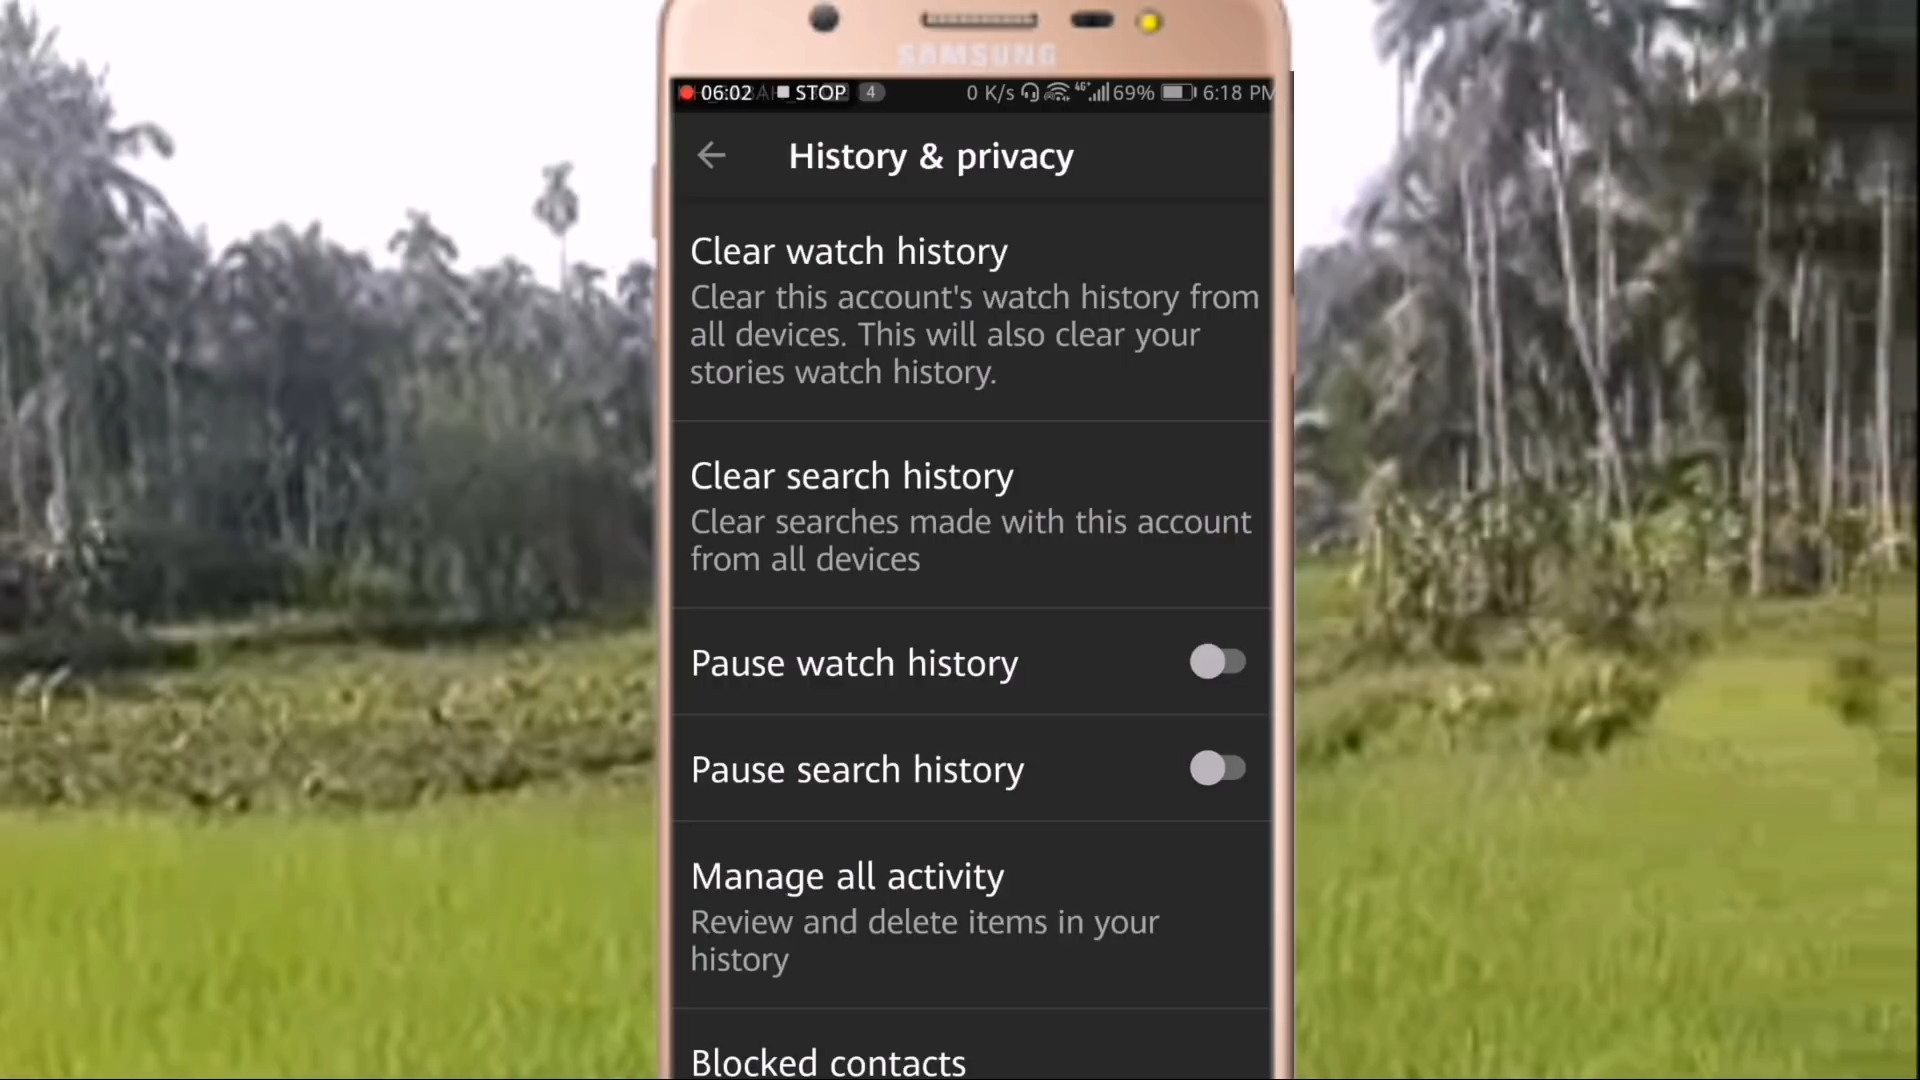 SAMSUNG
06:02 STOP 4 0 K/s 4G+ 69% 6:18 PM
History & privacy
Clear watch history
Clear this account's watch history from
all devices. This will also clear your
stories watch history.
Clear search history
Clear searches made with this account
from all devices
Pause watch history
Pause search history
Manage all activity
Review and delete items in your
history
Blocked contacts